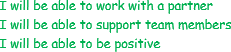 I will be able to work with a partner
I will be able to support team members
I will be able to be positive